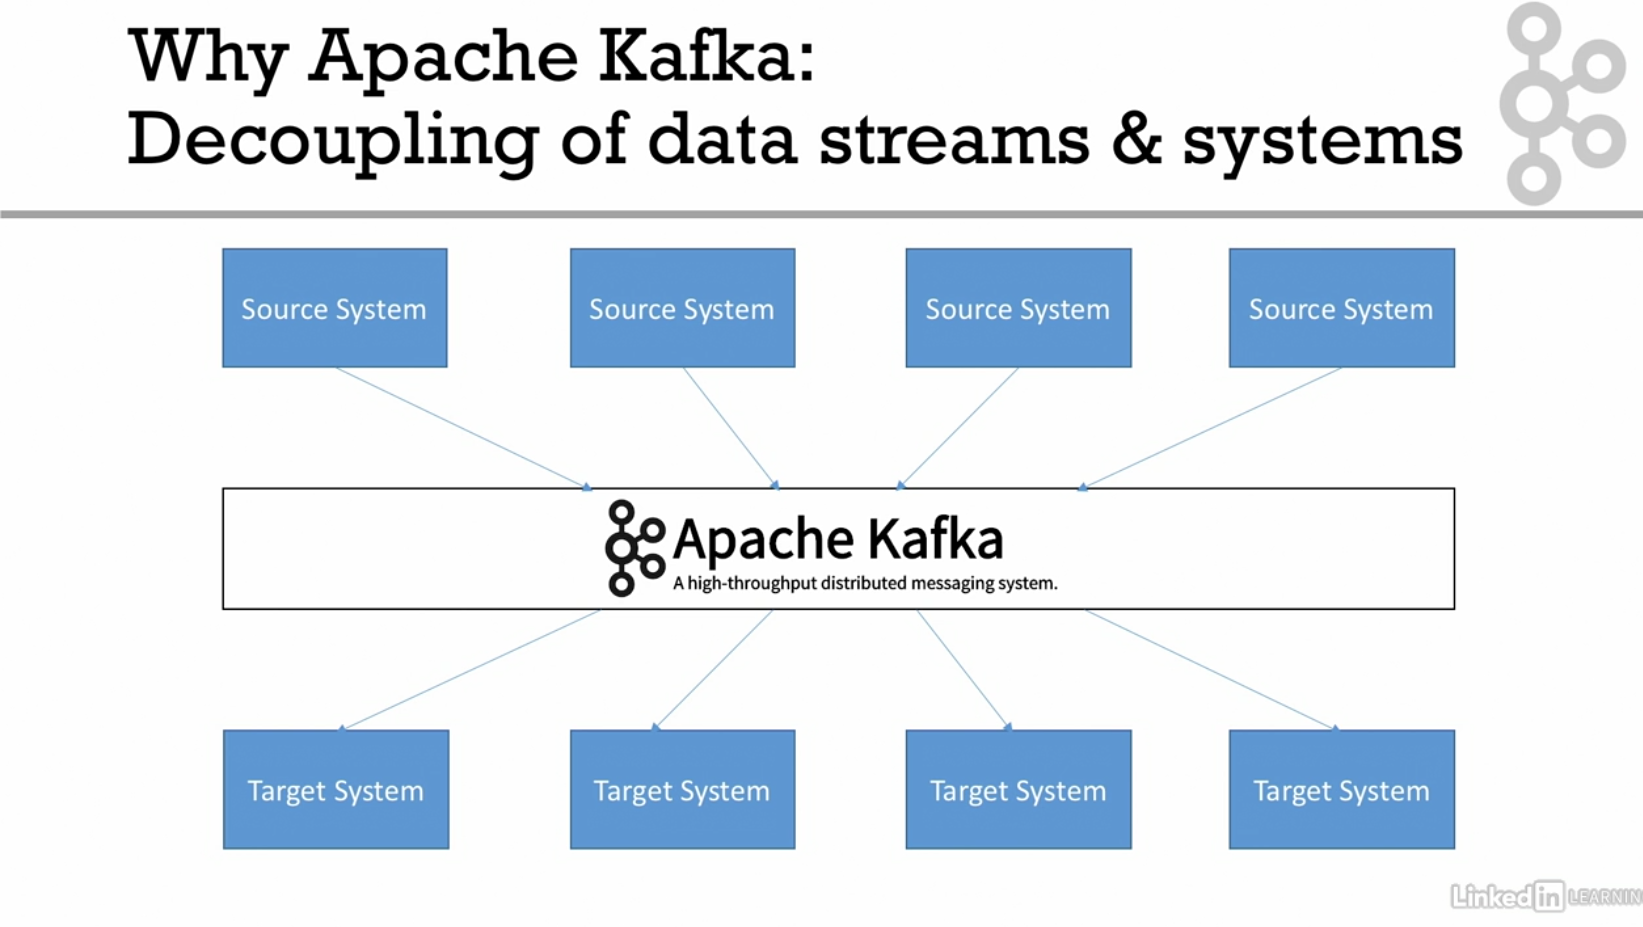 Why Apache Kafka:
Decoupling of data streams & systems
Source System
Source System
Source System
Source System
Apache Kafka
A high-throughput distributed messaging system.
Target System
Target System
Target System
Target System
Linked in LEARNIN